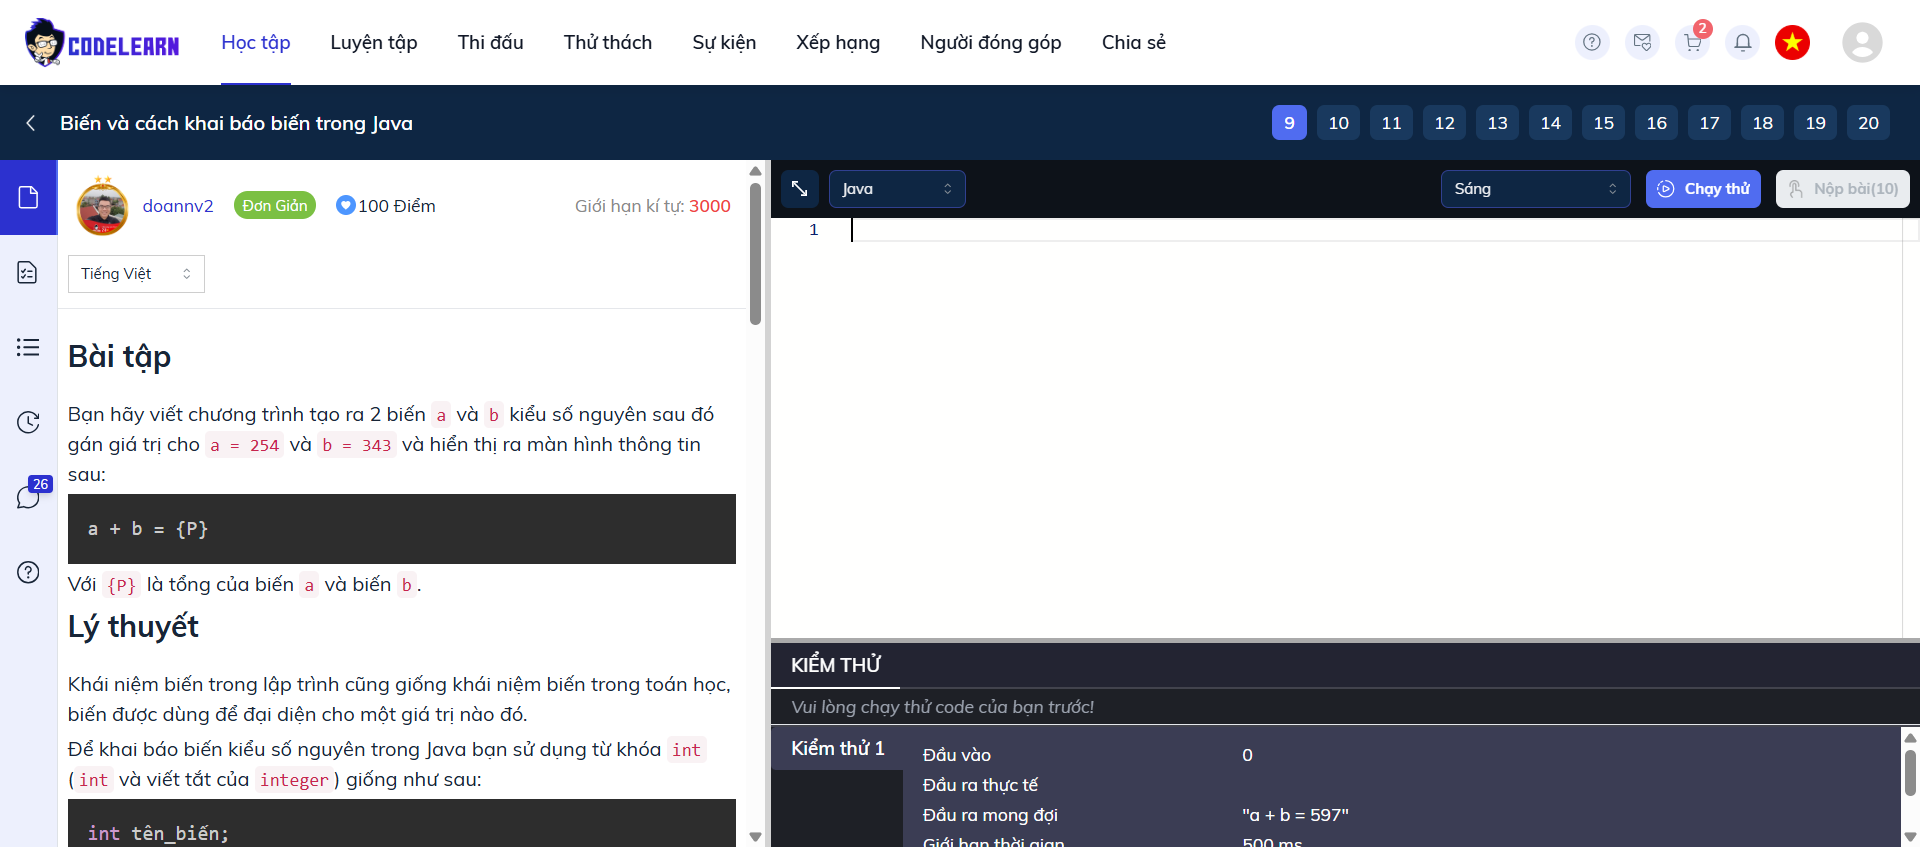 CODELEARN
Học tập
Luyện tập
Thi đấu
Thử thách
Sự kiện
Xếp hạng
Người đóng góp
Chia sẻ
2
Biến và cách khai báo biến trong Java
9 10 11 12 13 14 15 16 17 18 19 20
26
doannv2
Đơn Giản
100 Điểm
Giới hạn kí tự: 3000
Tiếng Việt
Bài tập
Bạn hãy viết chương trình tạo ra 2 biến a và b kiểu số nguyên sau đó
gán giá trị cho a = 254 và b = 343 và hiển thị ra màn hình thông tin
sau:
a + b = {P}
Với {P} là tổng của biến a và biến b.
Lý thuyết
Khái niệm biến trong lập trình cũng giống khái niệm biến trong toán học,
biến được dùng để đại diện cho một giá trị nào đó.
Để khai báo biến kiểu số nguyên trong Java bạn sử dụng từ khóa int
(int và viết tắt của integer) giống như sau:
int tên_biến;
Java
Sáng
Chạy thử
Nộp bài(10)
1
KIỂM THỬ
Vui lòng chạy thử code của bạn trước!
Kiểm thử 1
Đầu vào 0
Đầu ra thực tế
Đầu ra mong đợi "a + b = 597"
Giới hạn thời gian 500 ms